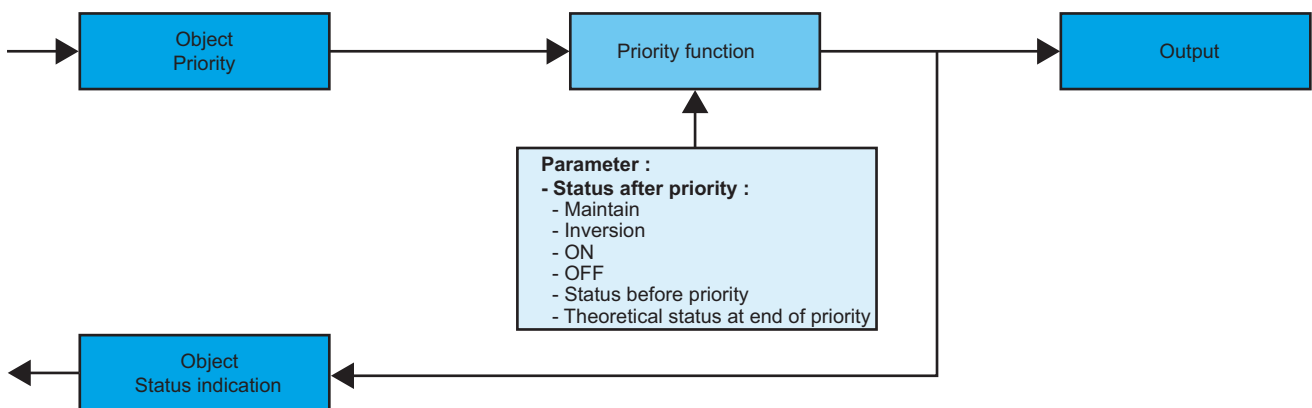 Object
Priority
Priority function
Output
Parameter :
- Status after priority :
- Maintain
- Inversion
- ON
- OFF
- Status before priority
- Theoretical status at end of priority
Object
Status indication